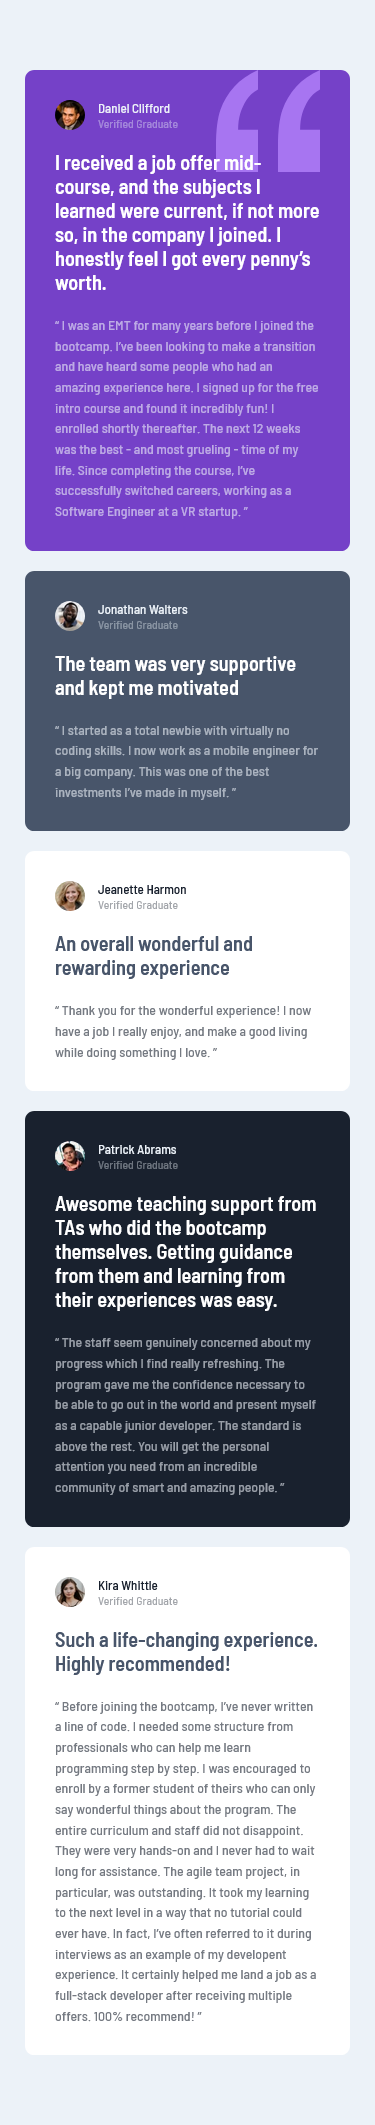 Daniel Clifford
Verified Graduate
I received a job offer mid-
course, and the subjects I
learned were current, if not more
so, in the company I joined. I
honestly feel I got every penny’s
worth.
“ I was an EMT for many years before I joined the
bootcamp. I’ve been looking to make a transition
and have heard some people who had an
amazing experience here. I signed up for the free
intro course and found it incredibly fun! I
enrolled shortly thereafter. The next 12 weeks
was the best - and most grueling - time of my
life. Since completing the course, I’ve
successfully switched careers, working as a
Software Engineer at a VR startup. ”
Jonathan Walters
Verified Graduate
The team was very supportive
and kept me motivated
“ I started as a total newbie with virtually no
coding skills. I now work as a mobile engineer for
a big company. This was one of the best
investments I’ve made in myself. ”
Jeanette Harmon
Verified Graduate
An overall wonderful and
rewarding experience
“ Thank you for the wonderful experience! I now
have a job I really enjoy, and make a good living
while doing something I love. ”
Patrick Abrams
Verified Graduate
Awesome teaching support from
TAs who did the bootcamp
themselves. Getting guidance
from them and learning from
their experiences was easy.
“ The staff seem genuinely concerned about my
progress which I find really refreshing. The
program gave me the confidence necessary to
be able to go out in the world and present myself
as a capable junior developer. The standard is
above the rest. You will get the personal
attention you need from an incredible
community of smart and amazing people. ”
Kira Whittle
Verified Graduate
Such a life-changing experience.
Highly recommended!
“ Before joining the bootcamp, I’ve never written
a line of code. I needed some structure from
professionals who can help me learn
programming step by step. I was encouraged to
enroll by a former student of theirs who can only
say wonderful things about the program. The
entire curriculum and staff did not disappoint.
They were very hands-on and I never had to wait
long for assistance. The agile team project, in
particular, was outstanding. It took my learning
to the next level in a way that no tutorial could
ever have. In fact, I’ve often referred to it during
interviews as an example of my developent
experience. It certainly helped me land a job as a
full-stack developer after receiving multiple
offers. 100% recommend! ”